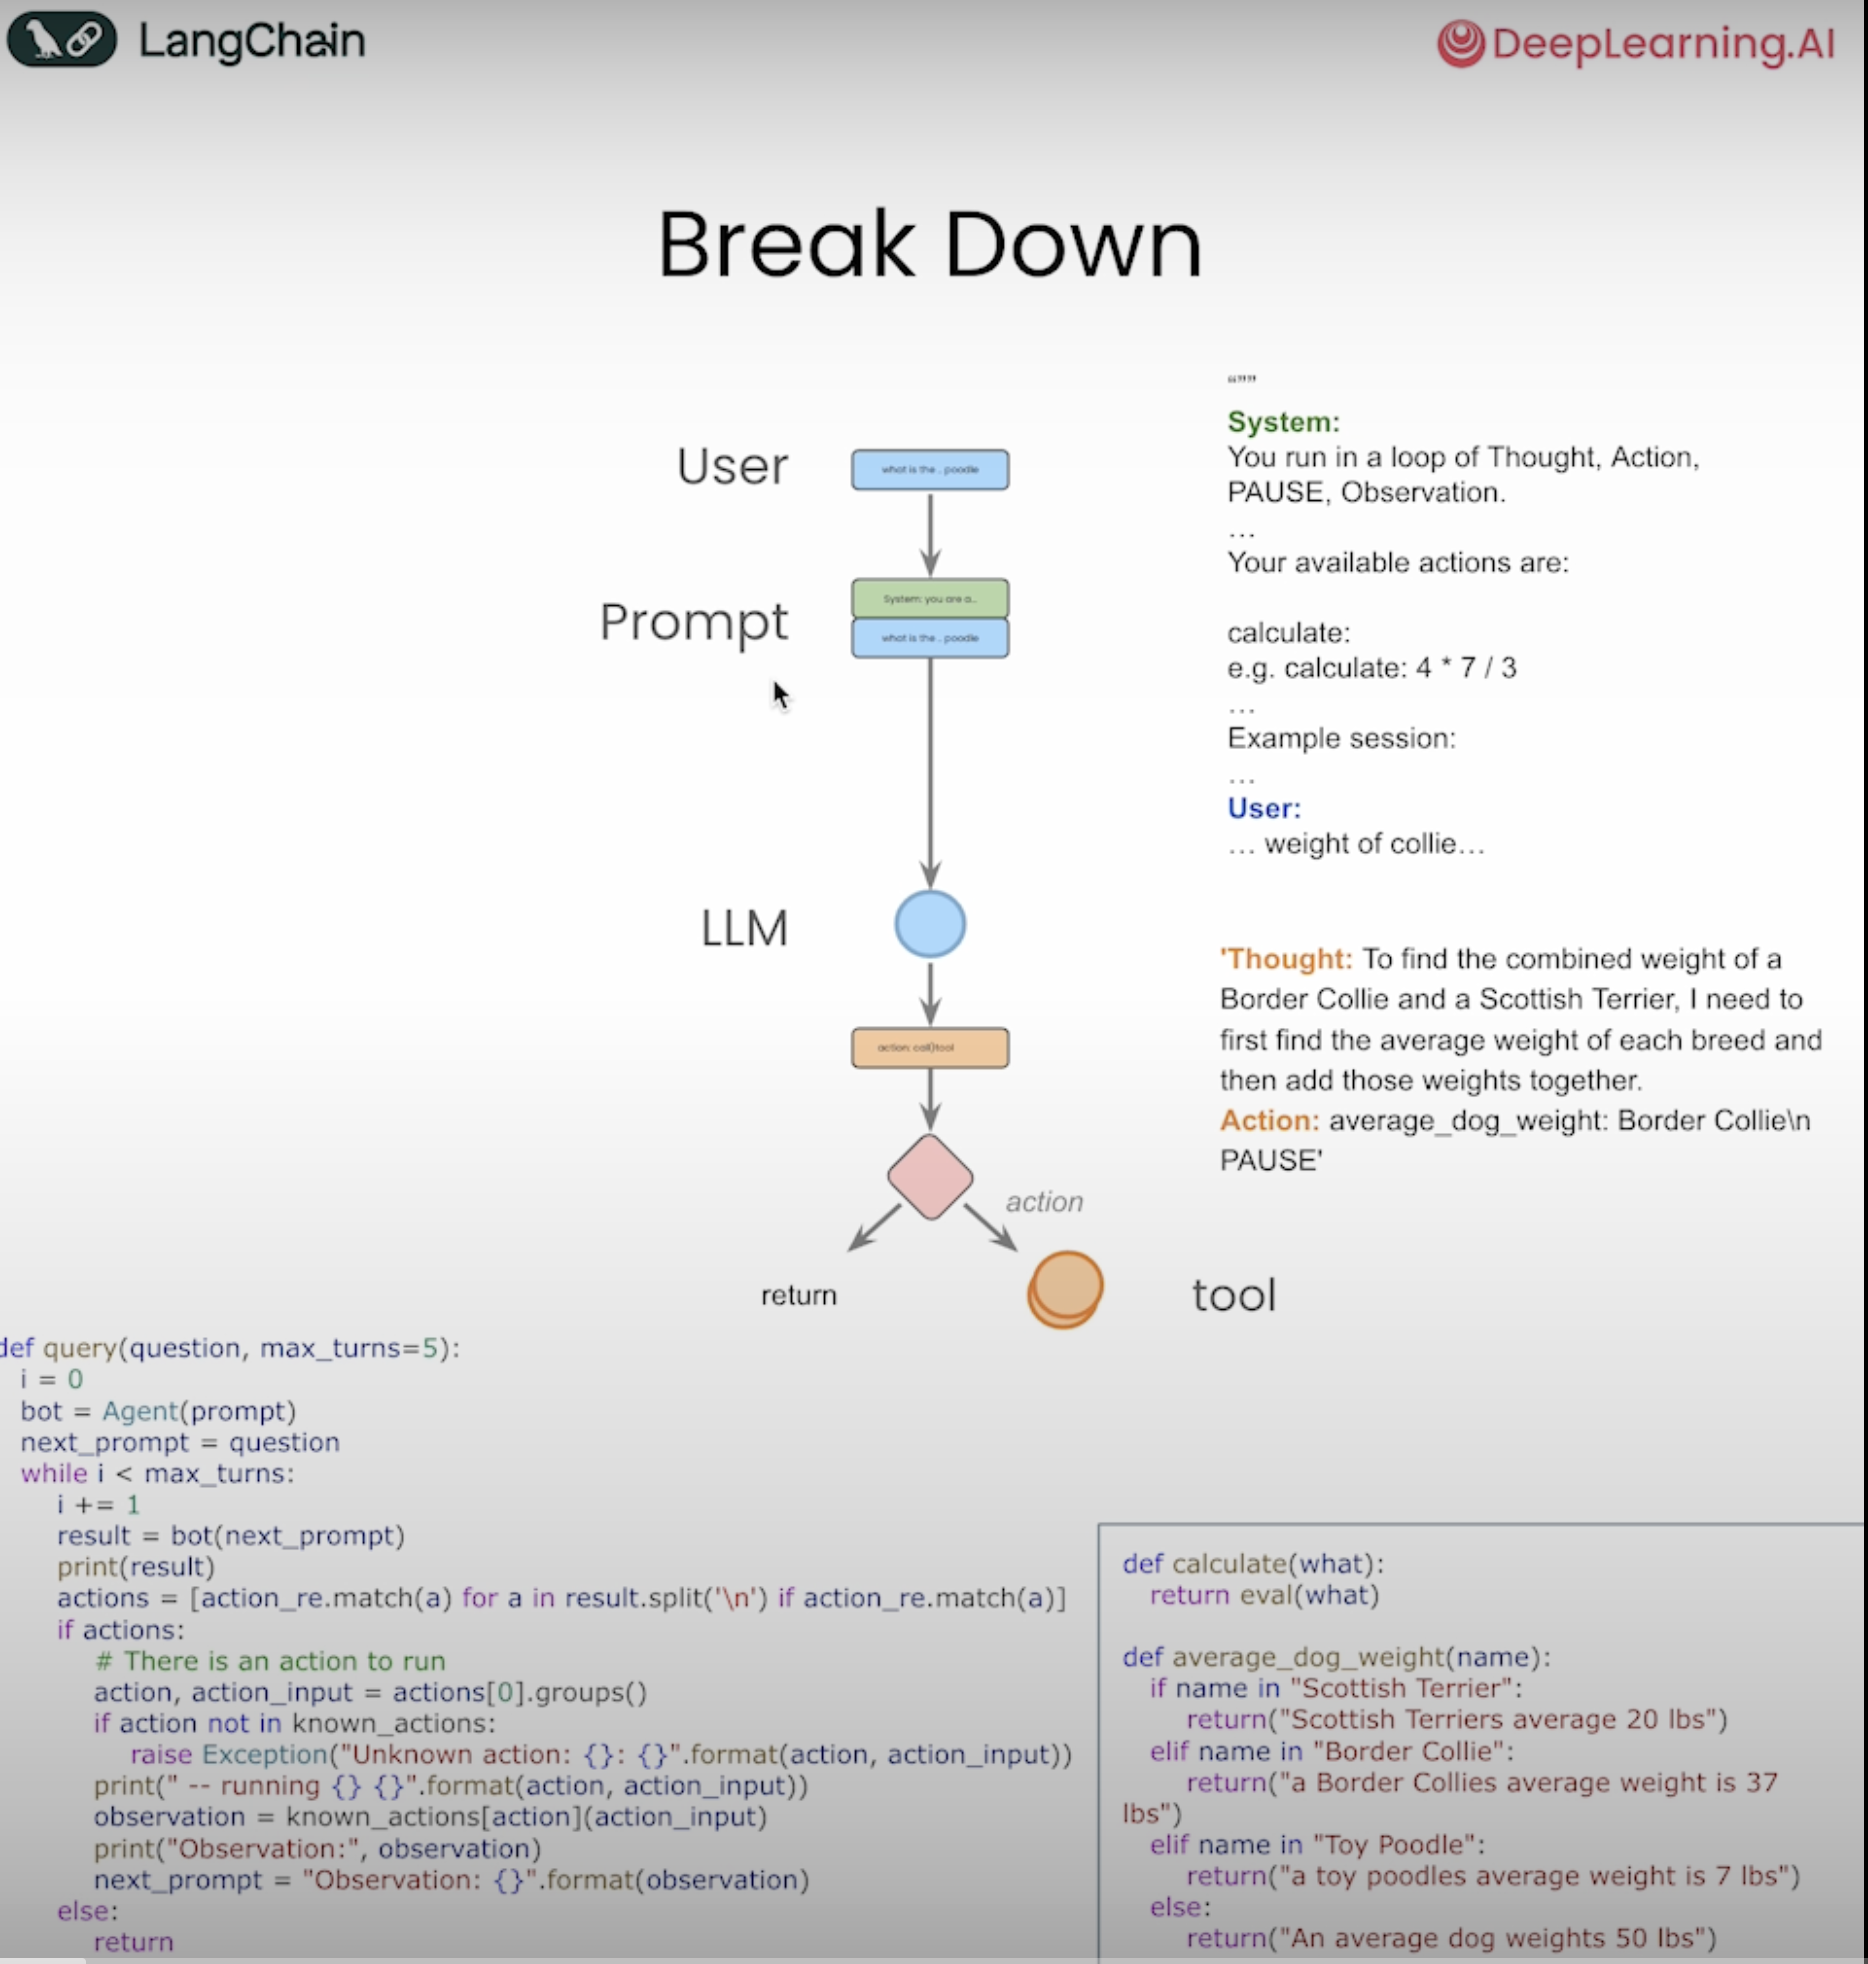 LangChain
DeepLearning.AI
Break Down
User
what is the . poodle
Prompt
System: you are a...
what is the . poodle
LLM
action: call)tool
action
return
tool
“””
System:
You run in a loop of Thought, Action,
PAUSE, Observation.
…
Your available actions are:
calculate:
e.g. calculate: 4 * 7 / 3
…
Example session:
…
User:
… weight of collie…
'Thought: To find the combined weight of a
Border Collie and a Scottish Terrier, I need to
first find the average weight of each breed and
then add those weights together.
Action: average_dog_weight: Border Collie\n
PAUSE'
def query(question, max_turns=5):
i = 0
bot = Agent(prompt)
next_prompt = question
while i < max_turns:
i += 1
result = bot(next_prompt)
print(result)
actions = [action_re.match(a) for a in result.split('\n') if action_re.match(a)]
if actions:
# There is an action to run
action, action_input = actions[0].groups()
if action not in known_actions:
raise Exception("Unknown action: {}: {}".format(action, action_input))
print(" -- running {} {}".format(action, action_input))
observation = known_actions[action](action_input)
print("Observation:", observation)
next_prompt = "Observation: {}".format(observation)
else:
return
def calculate(what):
return eval(what)
def average_dog_weight(name):
if name in "Scottish Terrier":
return("Scottish Terriers average 20 lbs")
elif name in "Border Collie":
return("a Border Collies average weight is 37
lbs")
elif name in "Toy Poodle":
return("a toy poodles average weight is 7 lbs")
else:
return("An average dog weights 50 lbs")